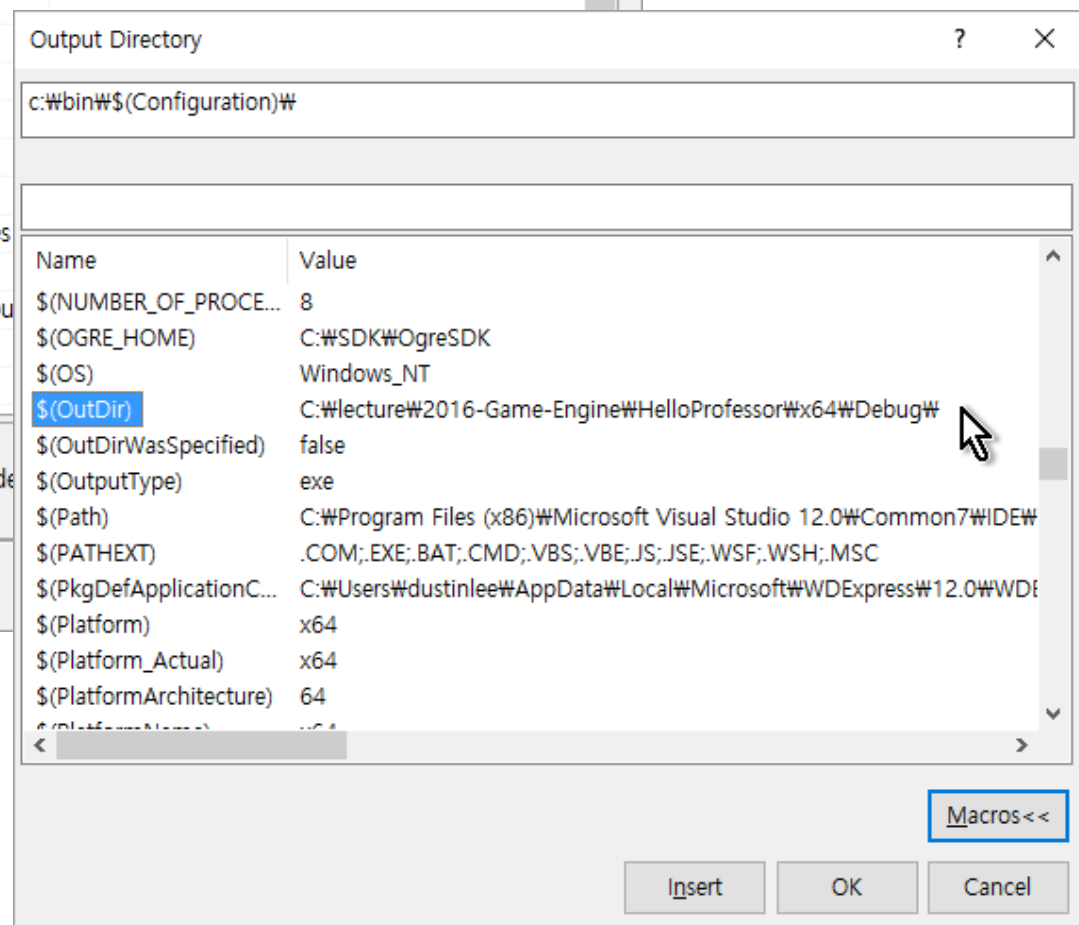 Output Directory ? ×
c:₩bin₩$(Configuration)₩
Name Value
$(NUMBER_OF_PROCE... 8
$(OGRE_HOME) C:₩SDK₩OgreSDK
$(OS) Windows_NT
$(OutDir) C:₩lecture₩2016-Game-Engine₩HelloProfessor₩x64₩Debug₩
$(OutDirWasSpecified) false
$(OutputType) exe
$(Path) C:₩Program Files (x86)₩Microsoft Visual Studio 12.0₩Common7₩IDE₩
$(PATHEXT) .COM;.EXE;.BAT;.CMD;.VBS;.VBE;.JS;.JSE;.WSF;.WSH;.MSC
$(PkgDefApplicationC... C:₩Users₩dustinlee₩AppData₩Local₩Microsoft₩WDExpress₩12.0₩WDE
$(Platform) x64
$(Platform_Actual) x64
$(PlatformArchitecture) 64
Macros<<
Insert OK Cancel